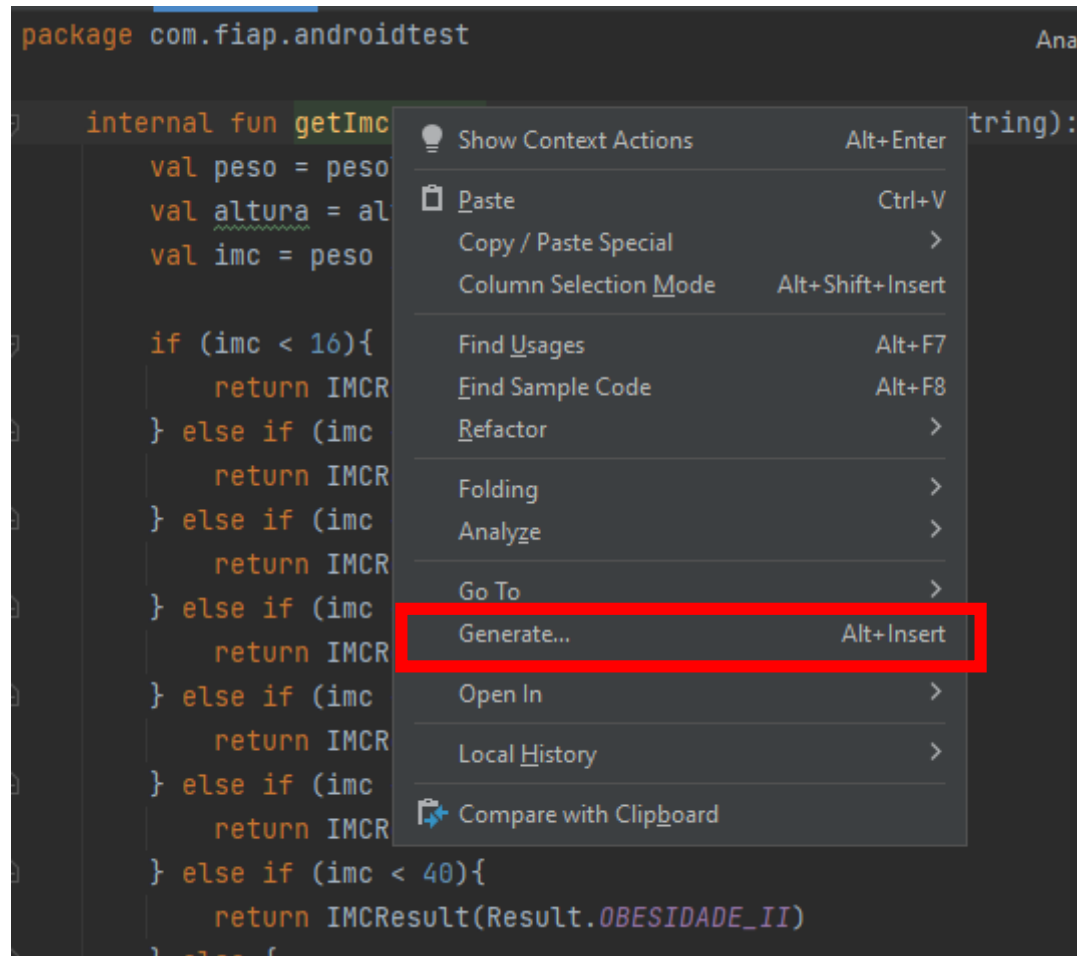 package com.fiap.androidtest
Ana
internal fun getImc tring):
val peso = peso
val altura = al
val imc = peso
if (imc < 16){
return IMCR
} else if (imc
return IMCR
} else if (imc
return IMCR
} else if (imc
return IMCR
} else if (imc
return IMCR
} else if (imc
return IMCR
} else if (imc < 40){
return IMCResult(Result.OBESIDADE_II)
} else {
Show Context Actions Alt+Enter
Paste Ctrl+V
Copy / Paste Special
Column Selection Mode Alt+Shift+Insert
Find Usages Alt+F7
Find Sample Code Alt+F8
Refactor
Folding
Analyze
Go To
Generate... Alt+Insert
Open In
Local History
Compare with Clipboard